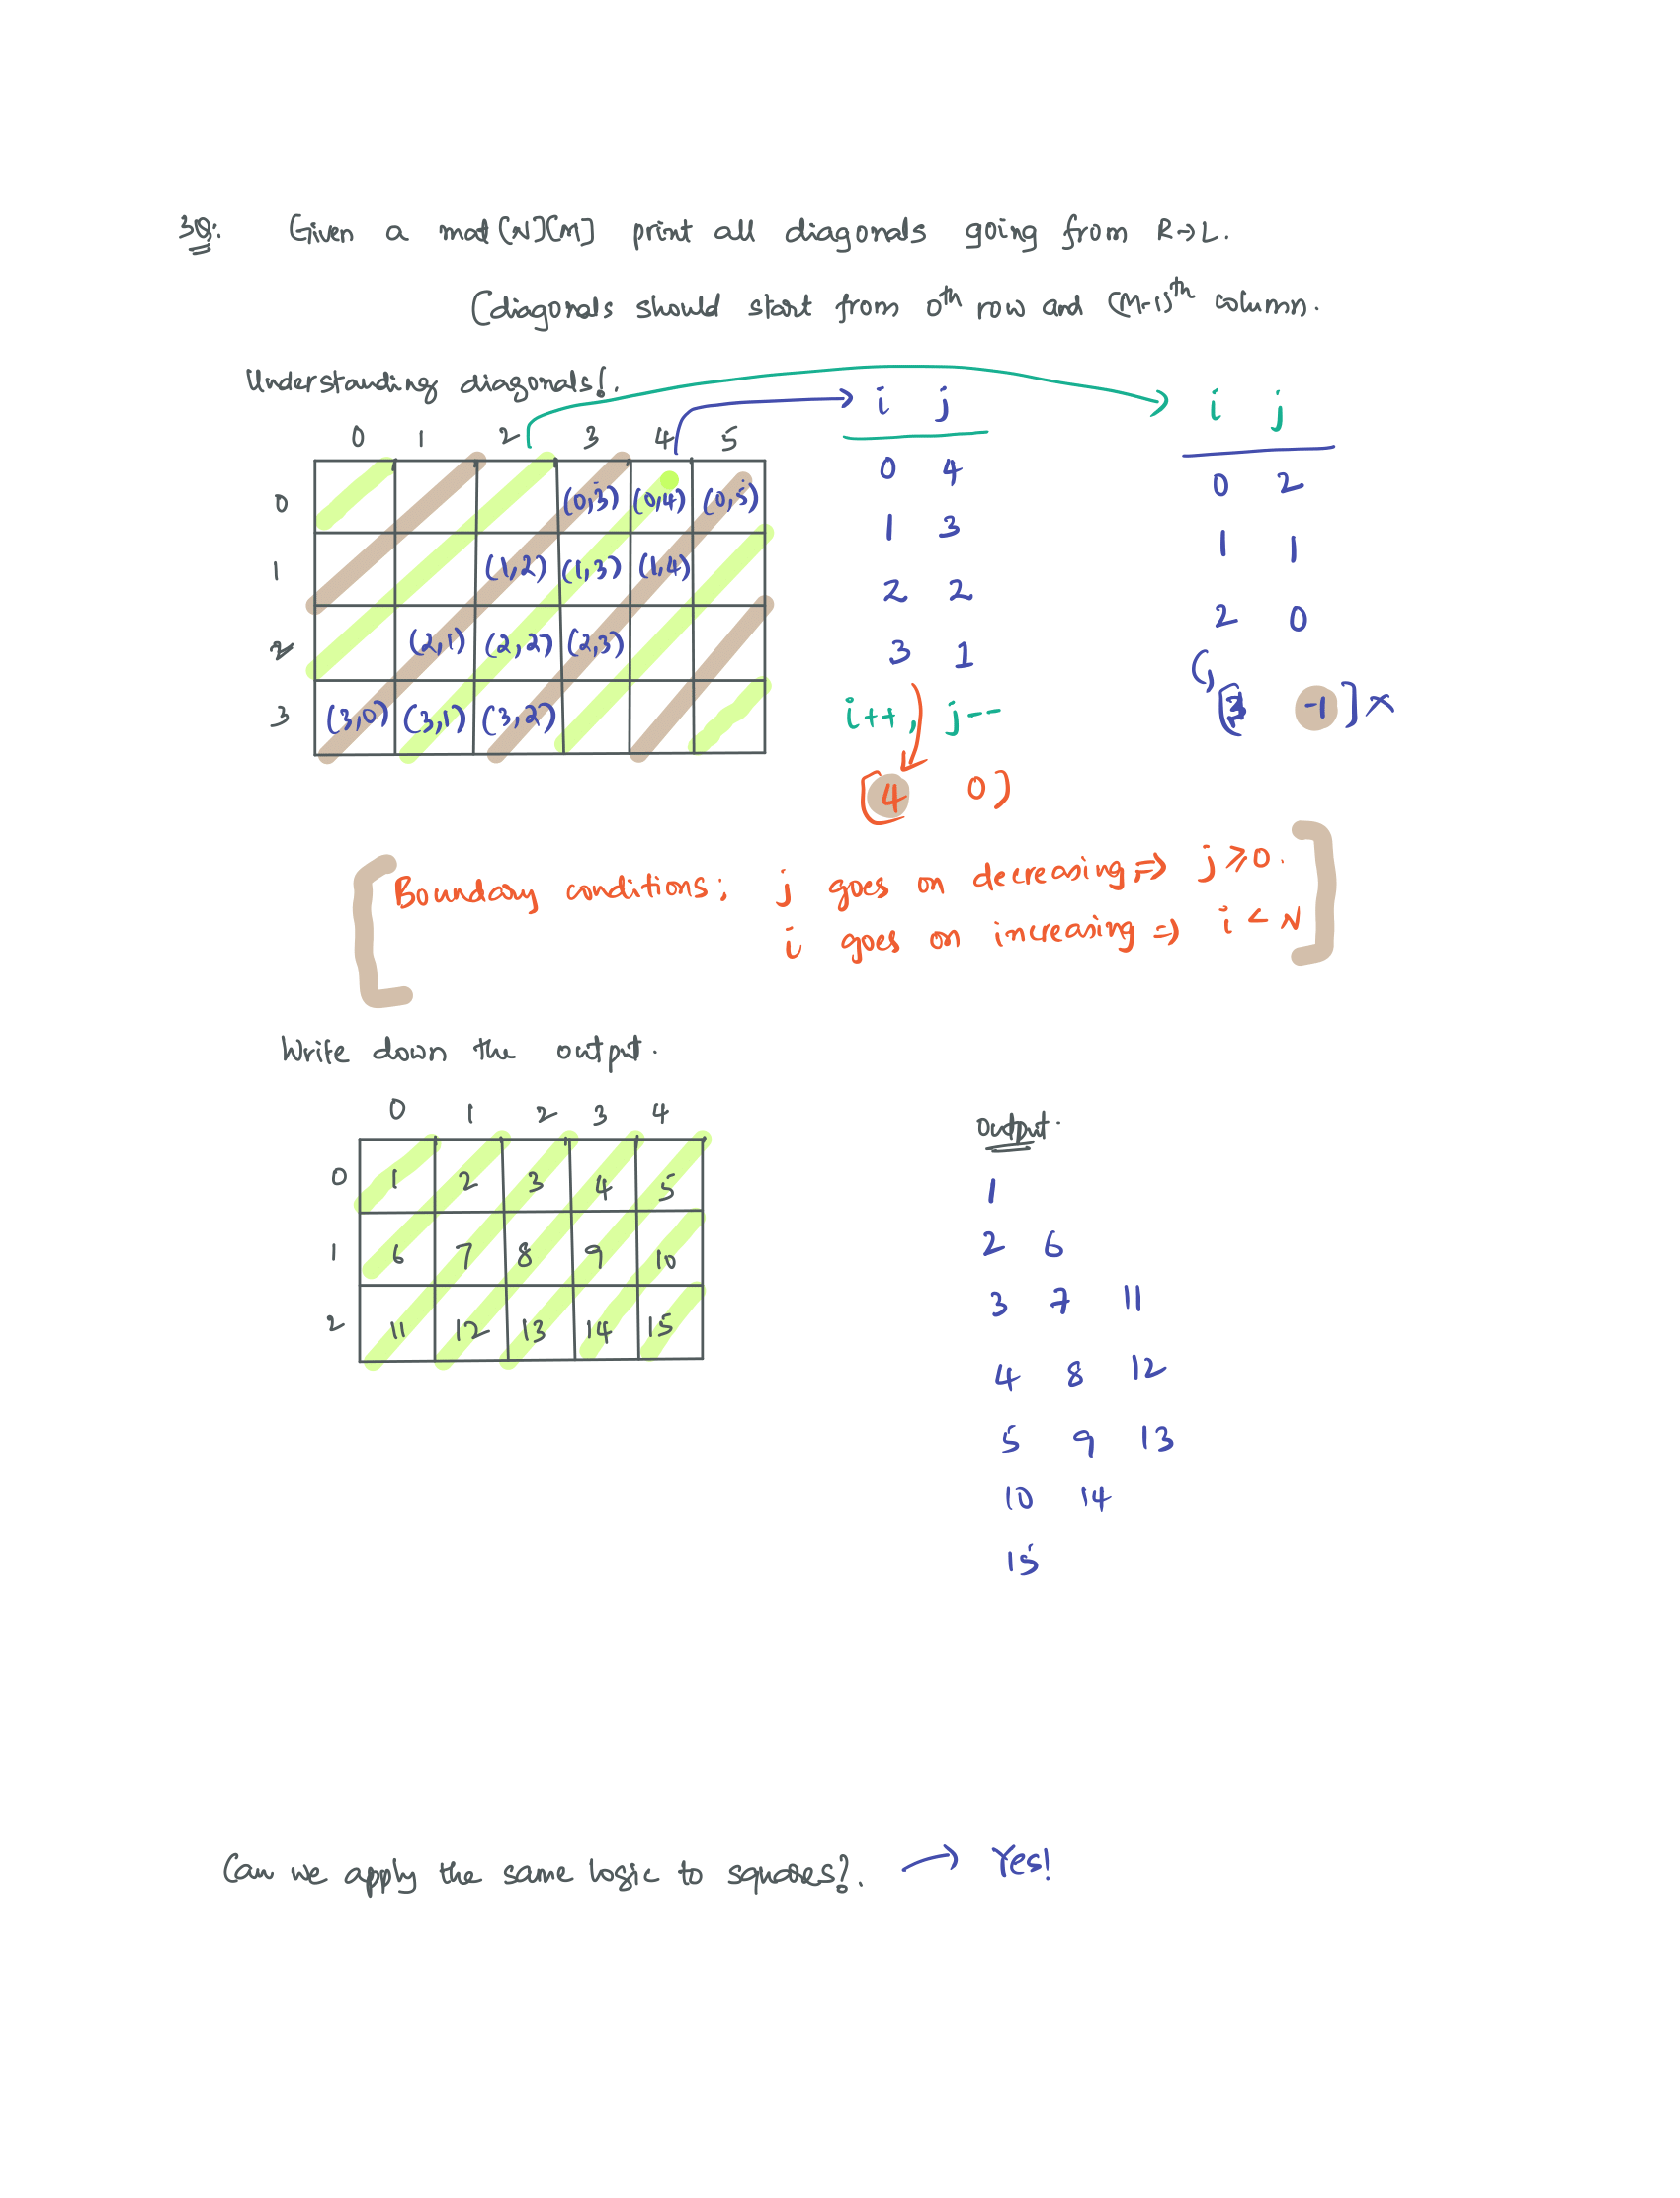 3Q: Given a mat[N][M] print all diagonals going from R→L.
(diagonals should start from 0th row and (M-1)th column.
Understanding diagonals!.
0 1 2 3 4 5
0 (0,3) (0,4) (0,5)
1 (1,2) (1,3) (1,4)
2 (2,1) (2,2) (2,3)
3 (3,0) (3,1) (3,2)
i j
0 4
1 3
2 2
3 1
i++, j--
[4 0]
i j
0 2
1 1
2 0
[3 -1] x
Boundary conditions; j goes on decreasing => j ≥ 0.
i goes on increasing => i < N
Write down the output.
0 1 2 3 4
0 1 2 3 4 5
1 6 7 8 9 10
2 11 12 13 14 15
output.
1
2 6
3 7 11
4 8 12
5 9 13
10 14
15
Can we apply the same logic to squares?. → Yes!